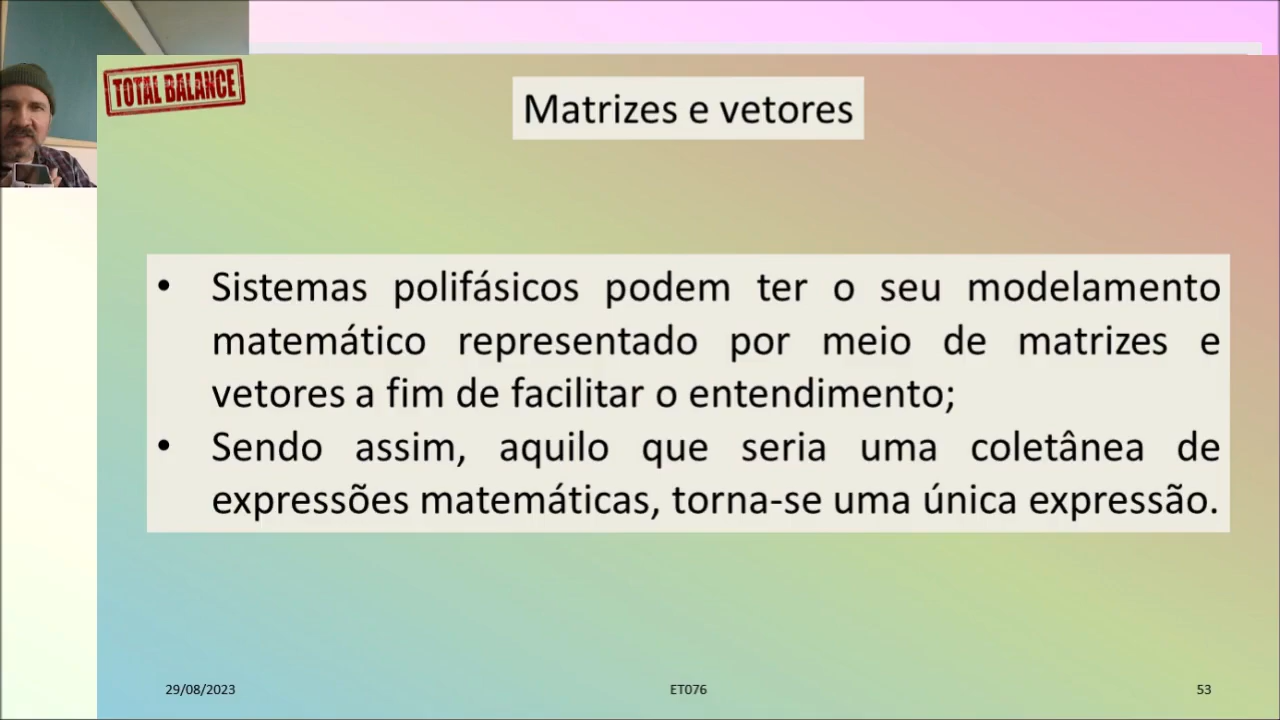 TOTAL BALANCE
Matrizes e vetores
• Sistemas polifásicos podem ter o seu modelamento
matemático representado por meio de matrizes e
vetores a fim de facilitar o entendimento;
• Sendo assim, aquilo que seria uma coletânea de
expressões matemáticas, torna-se uma única expressão.
29/08/2023
ET076
53